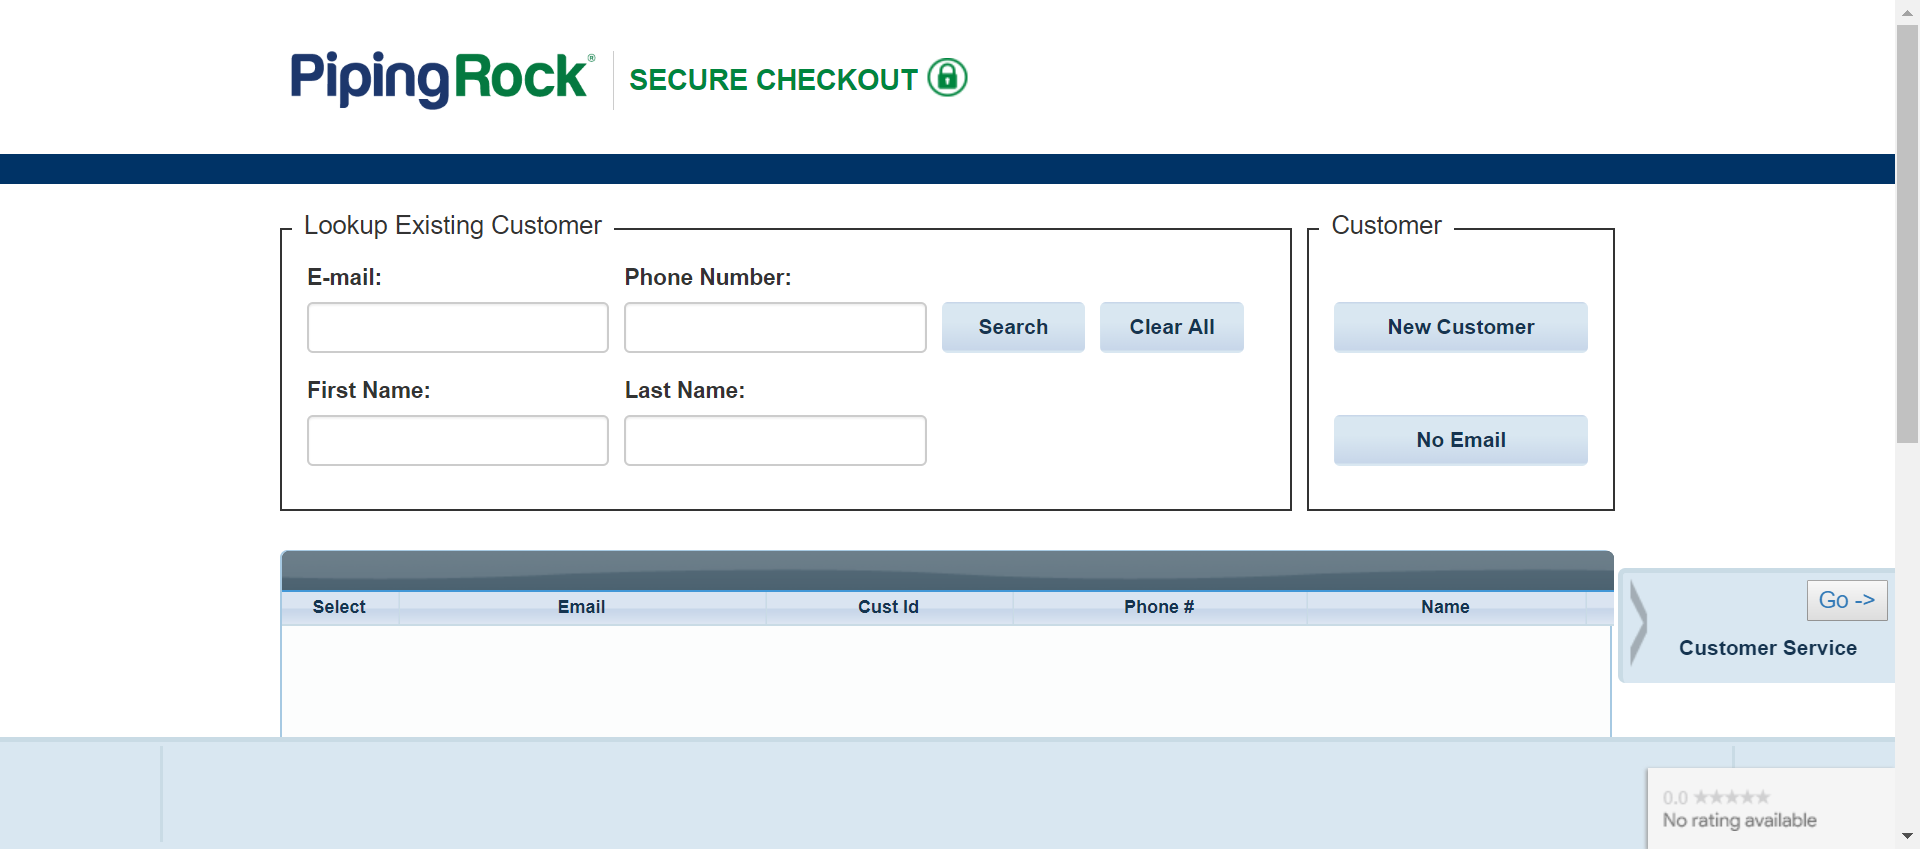 PipingRock® SECURE CHECKOUT
Lookup Existing Customer
Customer
E-mail: Phone Number:
Search Clear All New Customer
First Name: Last Name:
No Email
Select Email Cust Id Phone # Name
Go ->
Customer Service
0.0 ★★★★★
No rating available